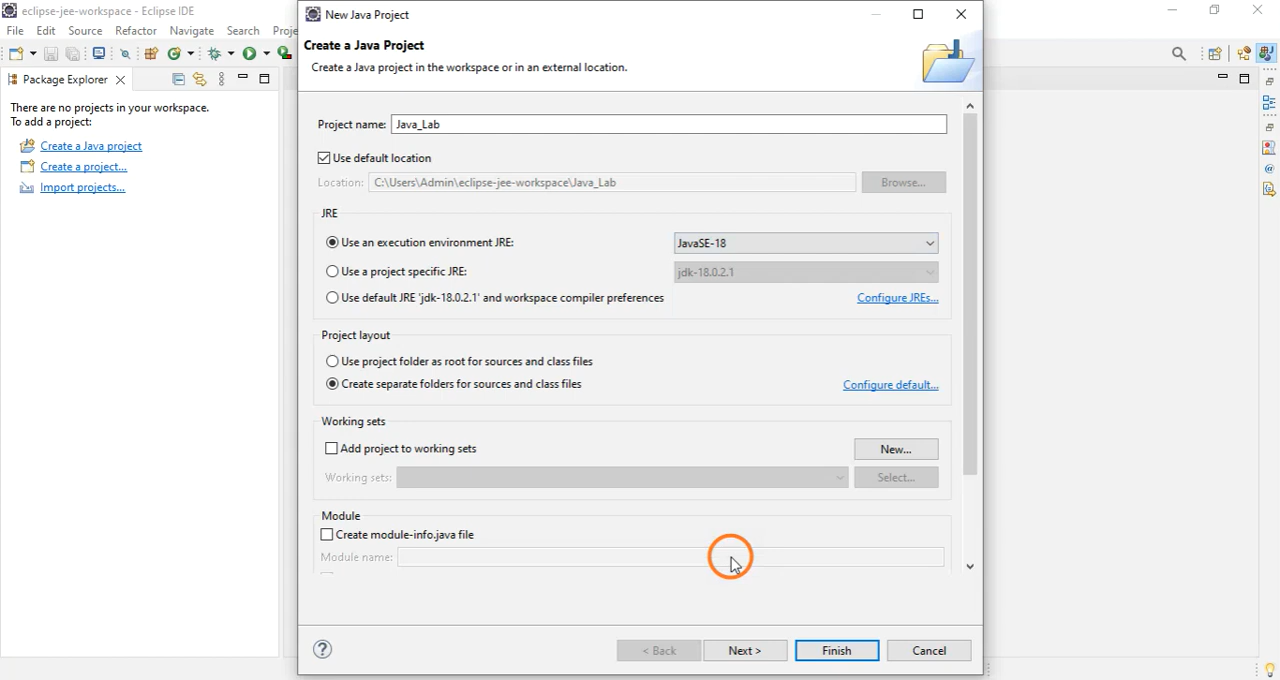 eclipse-jee-workspace - Eclipse IDE
File Edit Source Refactor Navigate Search Proje
Package Explorer
There are no projects in your workspace.
To add a project:
Create a Java project
Create a project...
Import projects...
New Java Project
Create a Java Project
Create a Java project in the workspace or in an external location.
Project name: Java_Lab
Use default location
Location: C:\Users\Admin\eclipse-jee-workspace\Java_Lab Browse...
JRE
Use an execution environment JRE: JavaSE-18
Use a project specific JRE: jdk-18.0.2.1
Use default JRE 'jdk-18.0.2.1' and workspace compiler preferences Configure JREs...
Project layout
Use project folder as root for sources and class files
Create separate folders for sources and class files Configure default...
Working sets
Add project to working sets New...
Working sets: Select...
Module
Create module-info.java file
Module name:
< Back Next > Finish Cancel